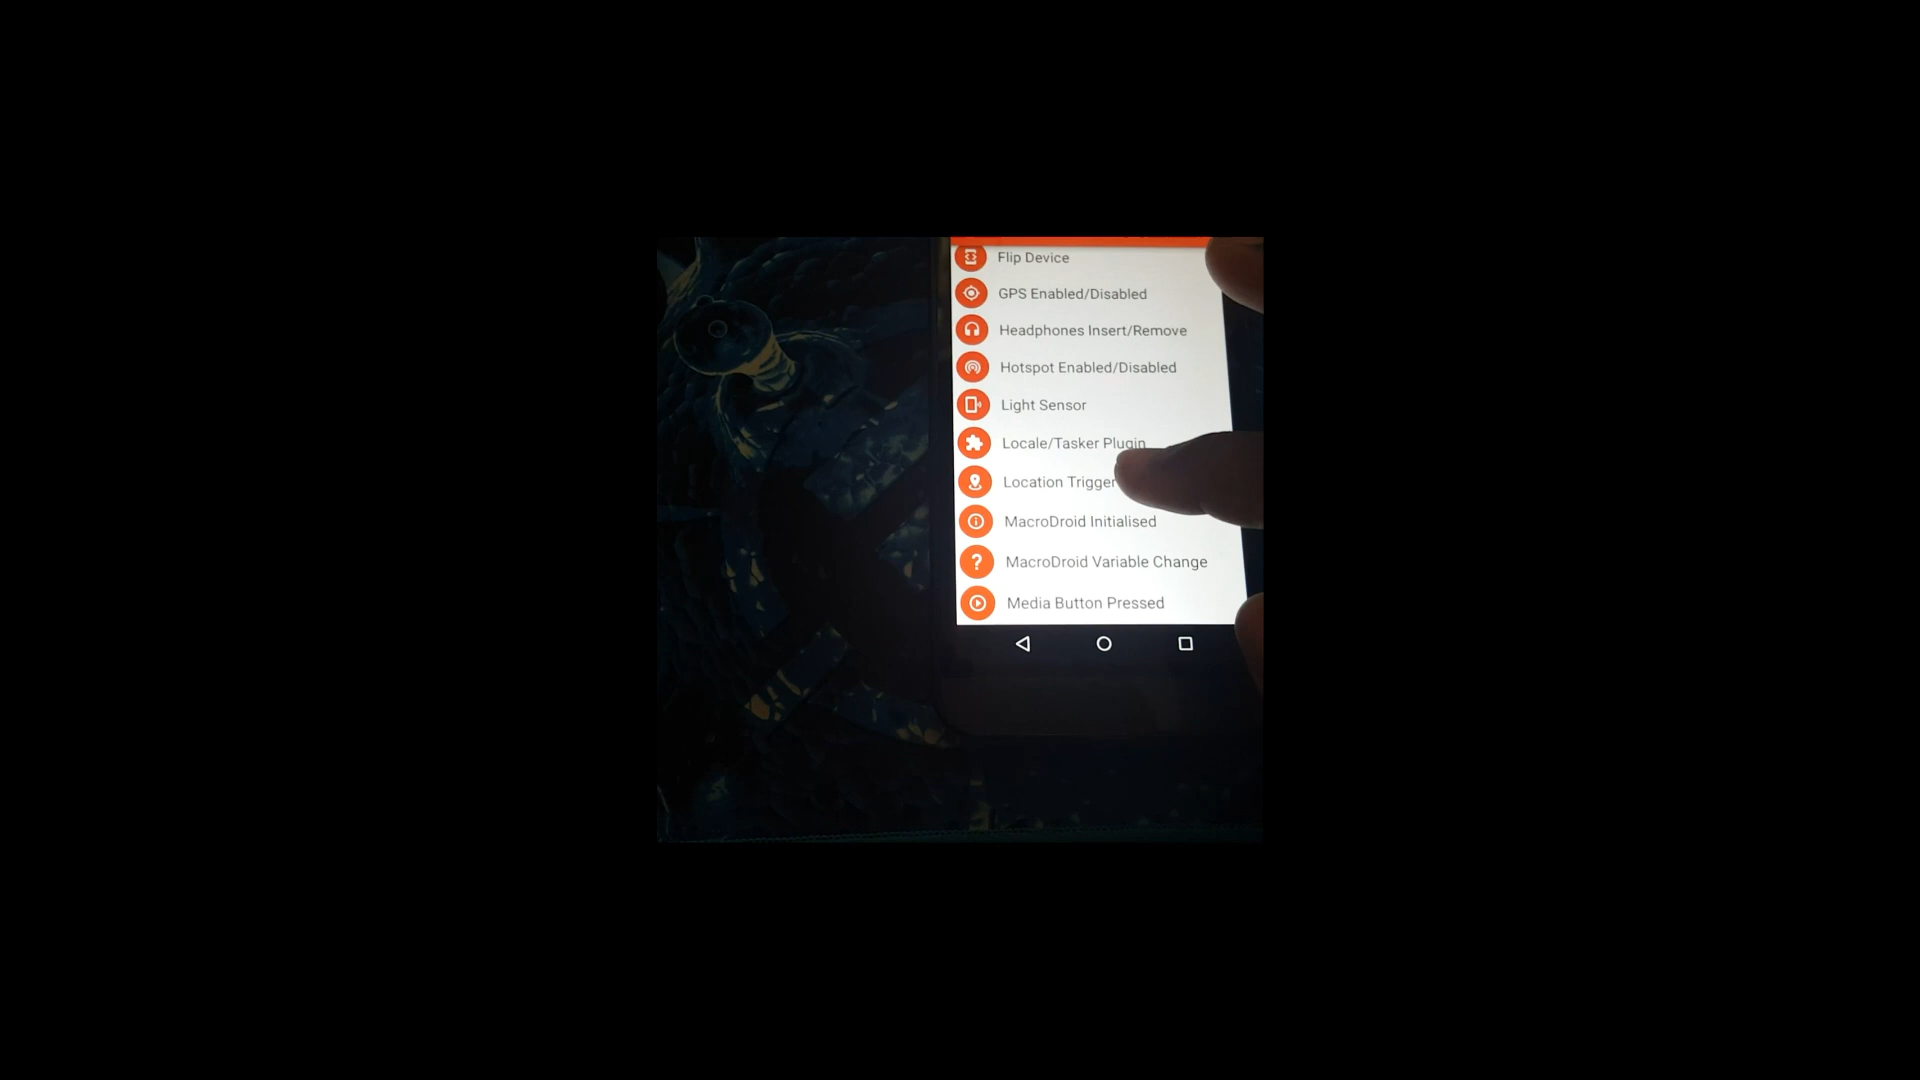 Flip Device
GPS Enabled/Disabled
Headphones Insert/Remove
Hotspot Enabled/Disabled
Light Sensor
Locale/Tasker Plugin
Location Trigger
MacroDroid Initialised
MacroDroid Variable Change
Media Button Pressed